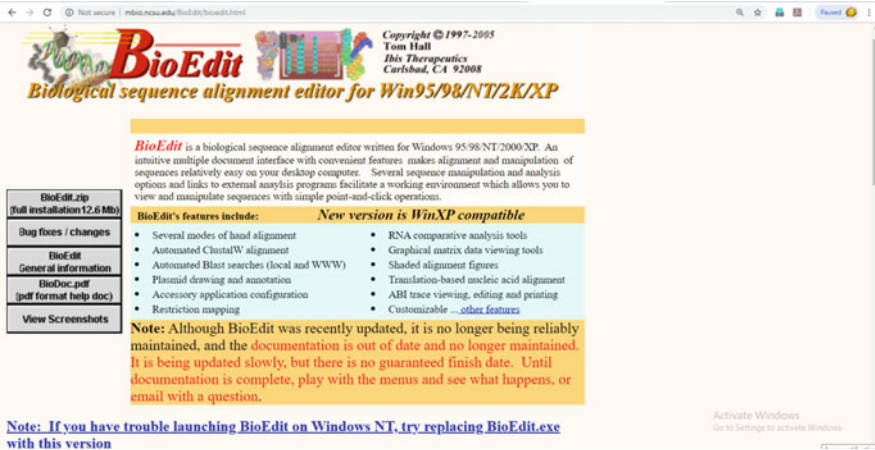 Not secure | mbio.ncsu.edu/BioEdit/bioedit.html
Paused
BioEdit
Copyright ©1997-2005
Tom Hall
Ibis Therapeutics
Carlsbad, CA 92008
Biological sequence alignment editor for Win95/98/NT/2K/XP
BioEdit is a biological sequence alignment editor written for Windows 95/98/NT/2000/XP. An
intuitive multiple document interface with convenient features makes alignment and manipulation of
sequences relatively easy on your desktop computer. Several sequence manipulation and analysis
options and links to external anaylsis programs facilitate a working environment which allows you to
view and manipulate sequences with simple point-and-click operations.
BioEdit.zip
(full installation12.6 Mb)
Bug fixes / changes
BioEdit
General information
BioDoc.pdf
(pdf format help doc)
View Screenshots
BioEdit's features include: New version is WinXP compatible
• Several modes of hand alignment
• Automated ClustalW alignment
• Automated Blast searches (local and WWW)
• Plasmid drawing and annotation
• Accessory application configuration
• Restriction mapping
• RNA comparative analysis tools
• Graphical matrix data viewing tools
• Shaded alignment figures
• Translation-based nucleic acid alignment
• ABI trace viewing, editing and printing
• Customizable ... other features
Note: Although BioEdit was recently updated, it is no longer being reliably
maintained, and the documentation is out of date and no longer maintained.
It is being updated slowly, but there is no guaranteed finish date. Until
documentation is complete, play with the menus and see what happens, or
email with a question.
Note: If you have trouble launching BioEdit on Windows NT, try replacing BioEdit.exe
with this version
Activate Windows
Go to Settings to activate Windows.